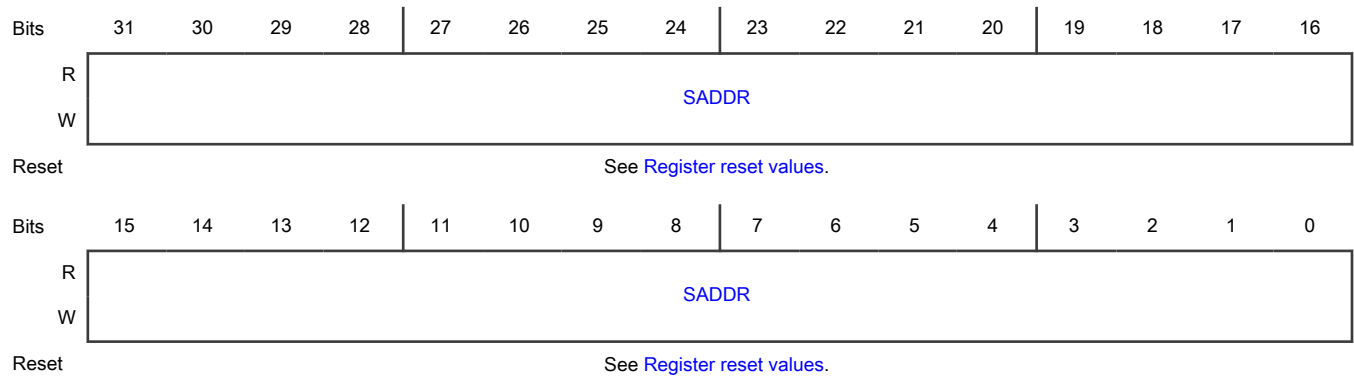 Bits 31 30 29 28 27 26 25 24 23 22 21 20 19 18 17 16
R
SADDR
W
Reset See Register reset values.
Bits 15 14 13 12 11 10 9 8 7 6 5 4 3 2 1 0
R
SADDR
W
Reset See Register reset values.